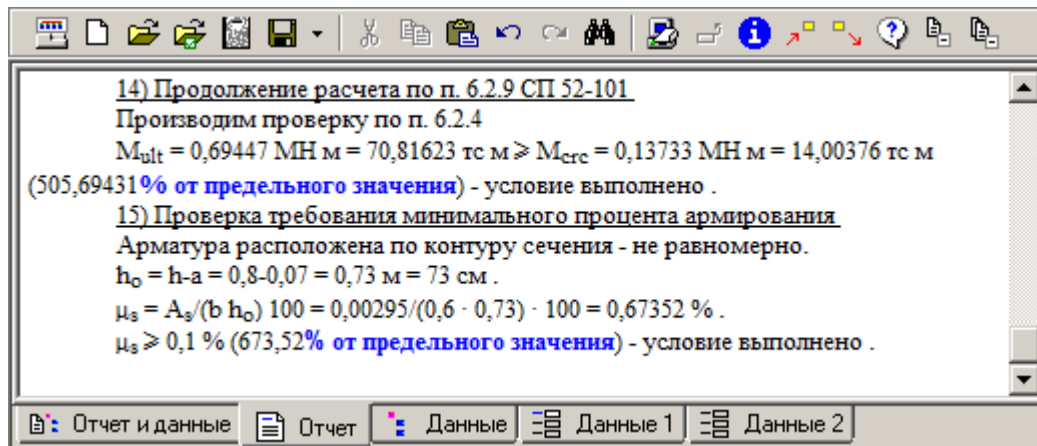 14) Продолжение расчета по п. 6.2.9 СП 52-101
Производим проверку по п. 6.2.4
Mult = 0,69447 МН м = 70,81623 тс м ⩾ Mcrc = 0,13733 МН м = 14,00376 тс м
(505,69431% от предельного значения) - условие выполнено .
15) Проверка требования минимального процента армирования
Арматура расположена по контуру сечения - не равномерно.
ho = h-a = 0,8-0,07 = 0,73 м = 73 см .
μs = As/(b ho) 100 = 0,00295/(0,6 · 0,73) · 100 = 0,67352 % .
μs ⩾ 0,1 % (673,52% от предельного значения) - условие выполнено .
Отчет и данные Отчет Данные Данные 1 Данные 2